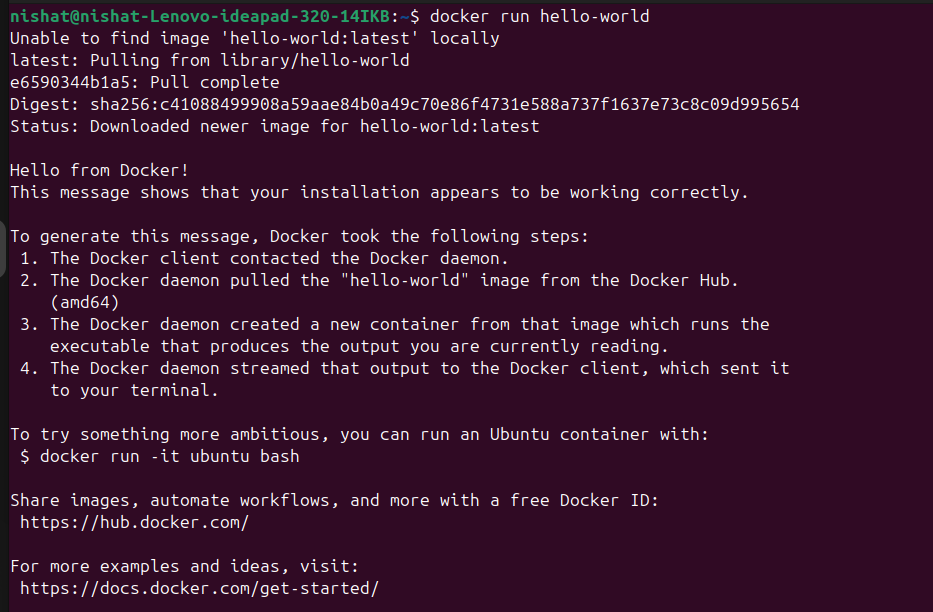 nishat@nishat-Lenovo-ideapad-320-14IKB:~$ docker run hello-world
Unable to find image 'hello-world:latest' locally
latest: Pulling from library/hello-world
e6590344b1a5: Pull complete
Digest: sha256:c41088499908a59aae84b0a49c70e86f4731e588a737f1637e73c8c09d995654
Status: Downloaded newer image for hello-world:latest
Hello from Docker!
This message shows that your installation appears to be working correctly.
To generate this message, Docker took the following steps:
1. The Docker client contacted the Docker daemon.
2. The Docker daemon pulled the "hello-world" image from the Docker Hub.
(amd64)
3. The Docker daemon created a new container from that image which runs the
executable that produces the output you are currently reading.
4. The Docker daemon streamed that output to the Docker client, which sent it
to your terminal.
To try something more ambitious, you can run an Ubuntu container with:
$ docker run -it ubuntu bash
Share images, automate workflows, and more with a free Docker ID:
https://hub.docker.com/
For more examples and ideas, visit:
https://docs.docker.com/get-started/